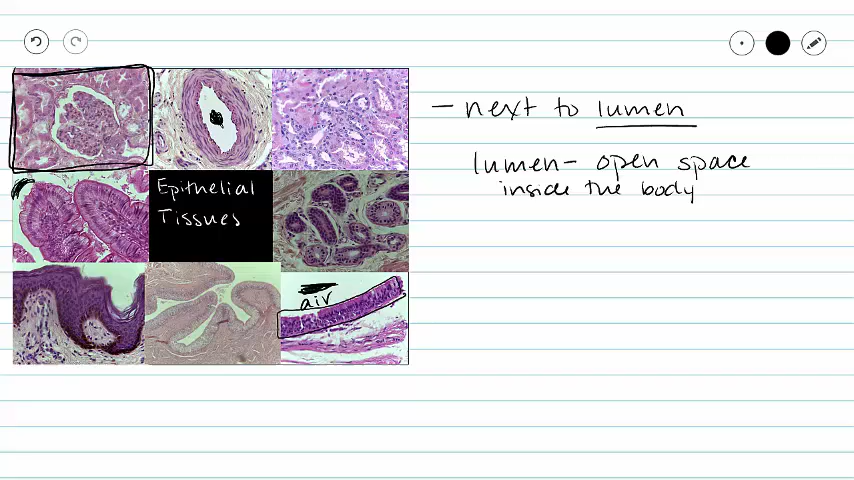 Epithelial
Tissues
air
- next to lumen
lumen - open space
inside the body